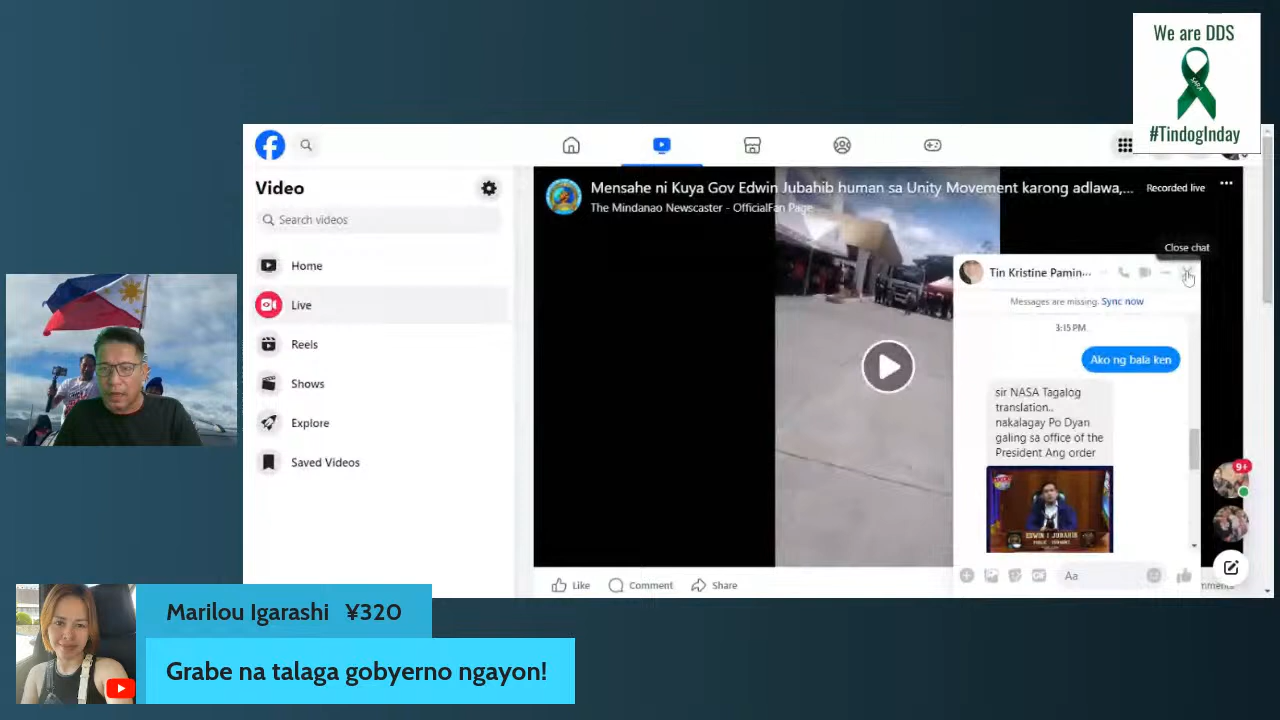 We are DDS
SARA
#TindogInday
Video
Search videos
Home
Live
Reels
Shows
Explore
Saved Videos
Mensahe ni Kuya Gov Edwin Jubahib human sa Unity Movement karong adlawa,...
Recorded live
The Mindanao Newscaster - OfficialFan Page
Close chat
Tin Kristine Pamin...
Messages are missing. Sync now
3:15 PM
Ako ng bala ken
sir NASA Tagalog
translation..
nakalagay Po Dyan
galing sa office of the
President Ang order
EDWIN I JUBAHIB
9+
GIF
Aa
Like
Comment
Share
Marilou Igarashi ¥320
Grabe na talaga gobyerno ngayon!